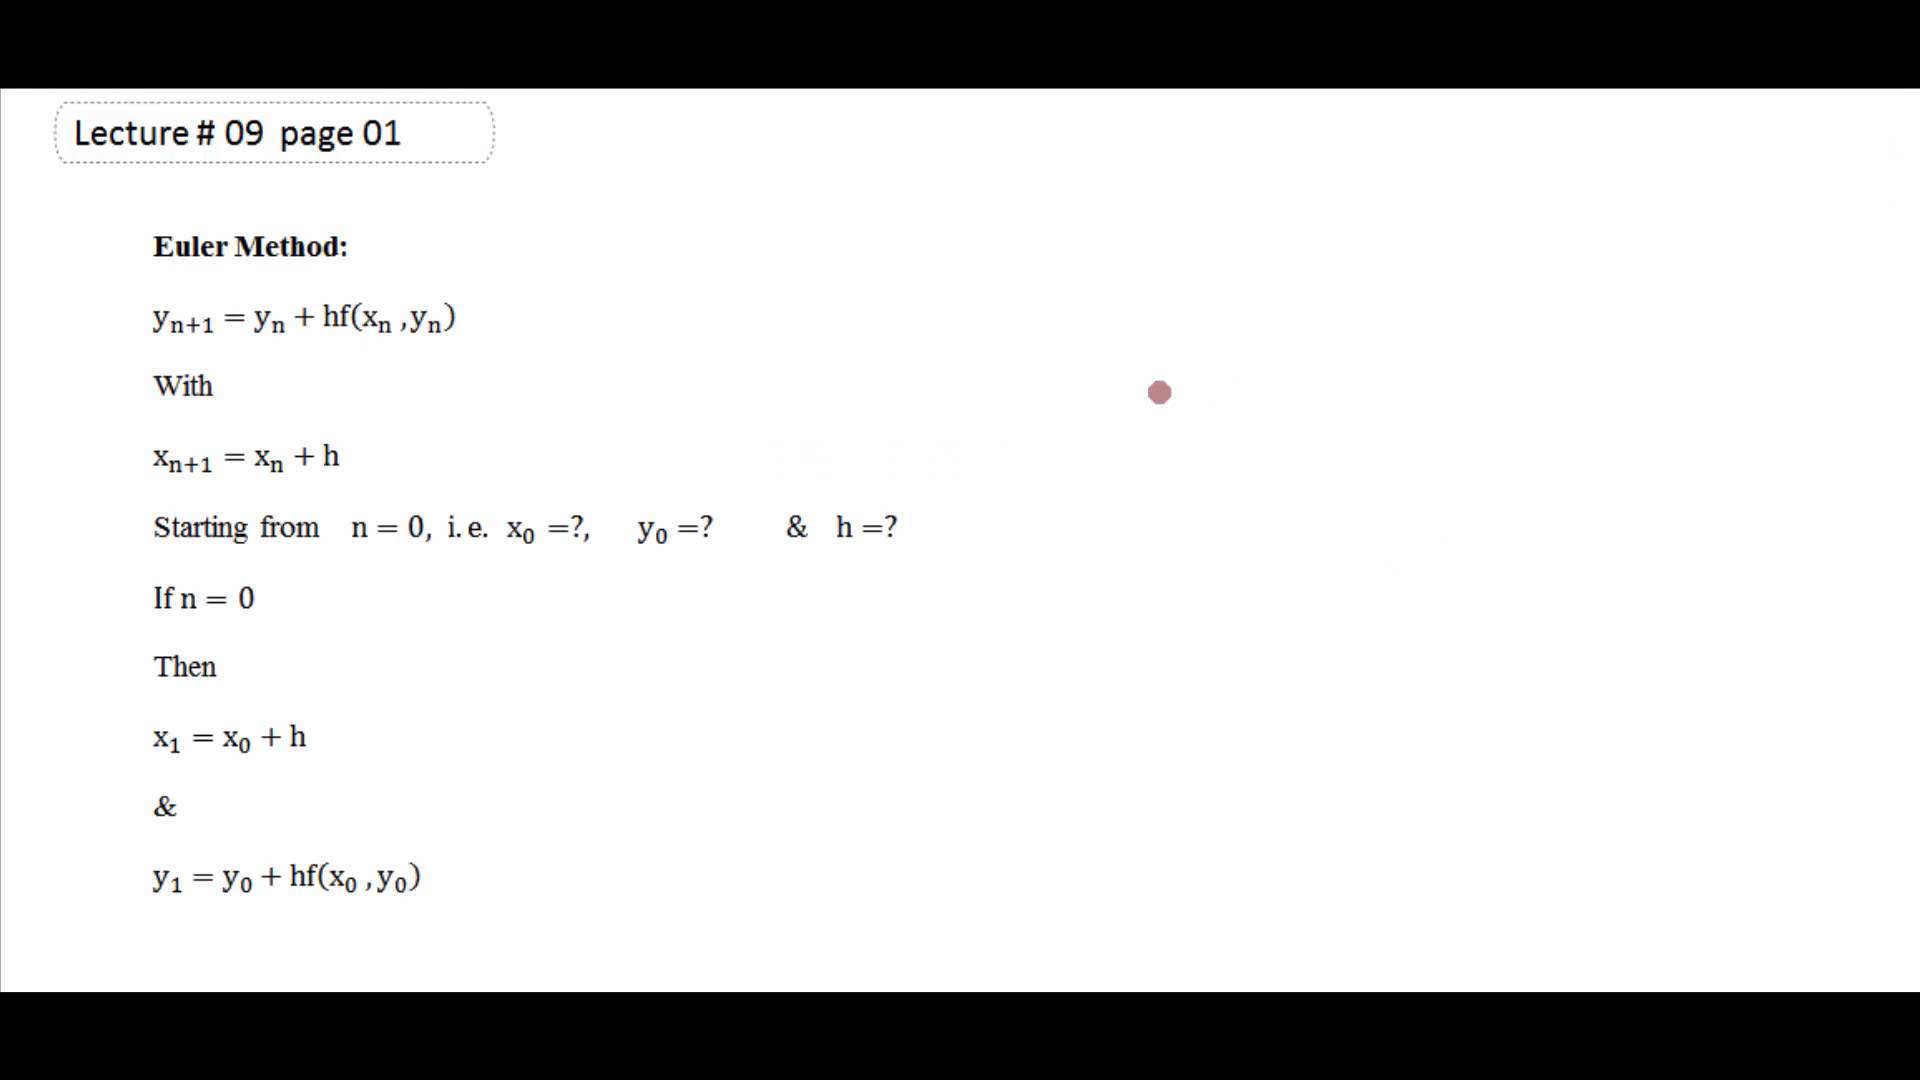 Lecture # 09 page 01
Euler Method:
yₙ₊₁ = yₙ + hf(xₙ ,yₙ)
With
xₙ₊₁ = xₙ + h
Starting from n = 0, i. e. x₀ =?, y₀ =? & h =?
If n = 0
Then
x₁ = x₀ + h
&
y₁ = y₀ + hf(x₀ ,y₀)